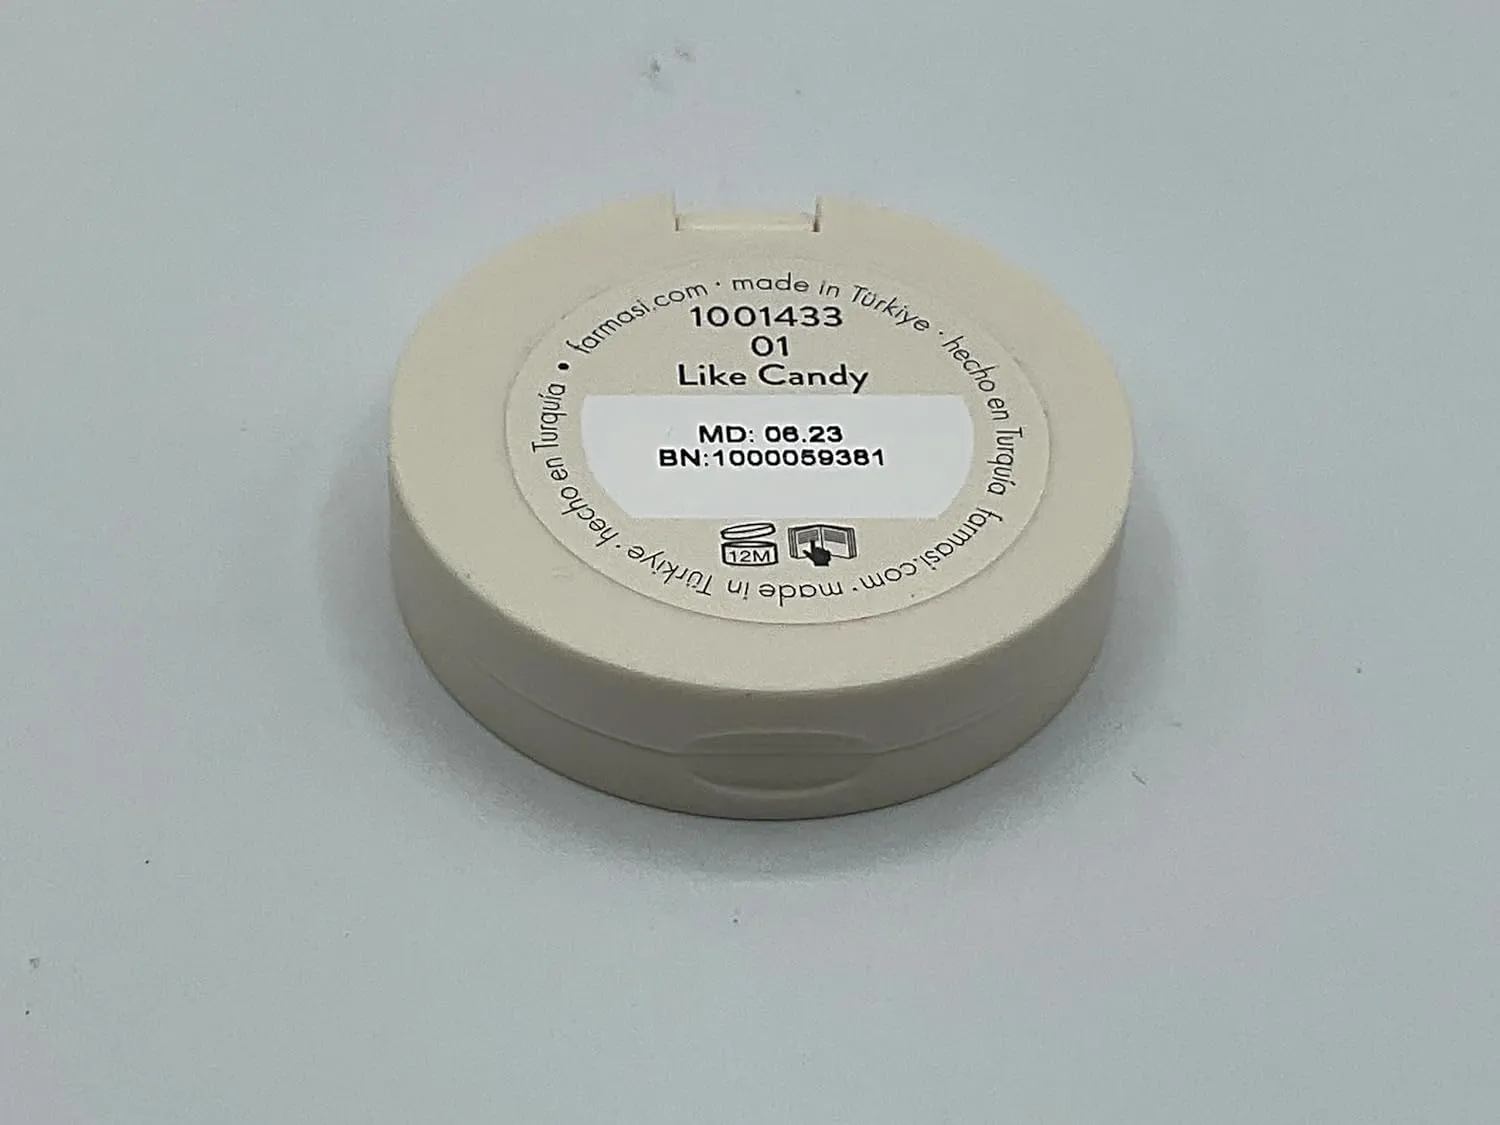 farmasi.com · made in Türkiye · hecho en Turquía farmasi.com · made in Türkiye · hecho en Turquía •
1001433
01
Like Candy
MD: 06.23
BN:1000059381
12M